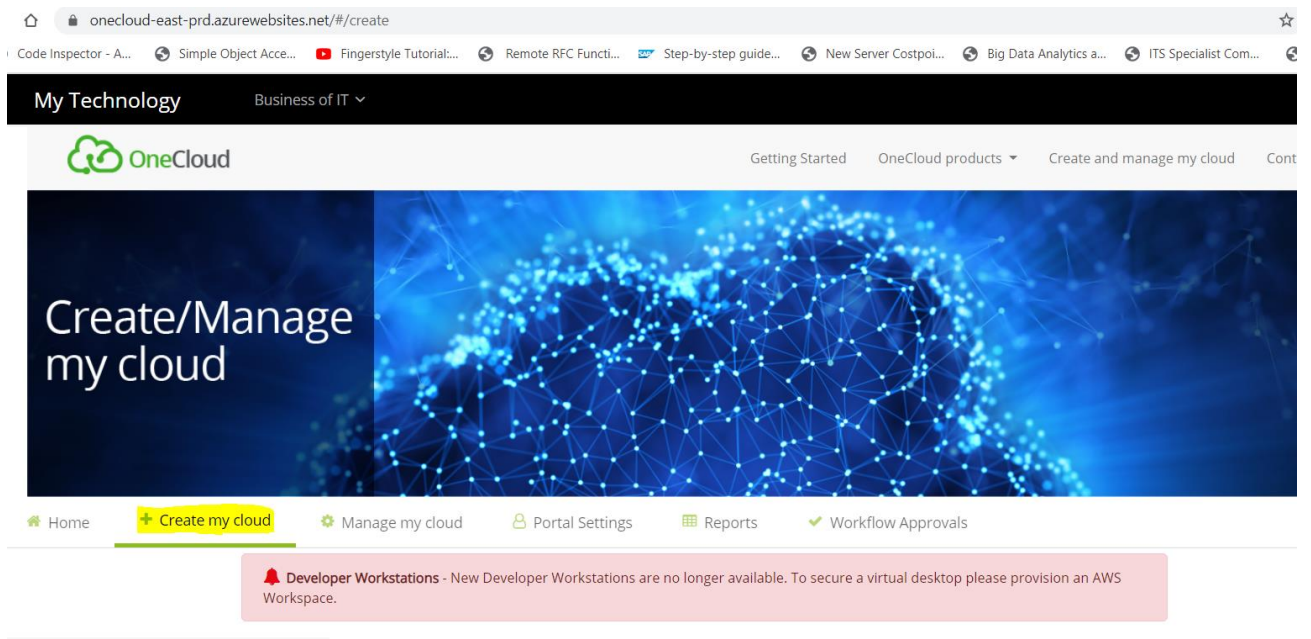 onecloud-east-prd.azurewebsites.net/#/create
Code Inspector - A... Simple Object Acce... Fingerstyle Tutorial:... Remote RFC Functi... Step-by-step guide... New Server Costpoi... Big Data Analytics a... ITS Specialist Com...
My Technology Business of IT
OneCloud Getting Started OneCloud products Create and manage my cloud Cont
Create/Manage
my cloud
Home Create my cloud Manage my cloud Portal Settings Reports Workflow Approvals
Developer Workstations - New Developer Workstations are no longer available. To secure a virtual desktop please provision an AWS
Workspace.